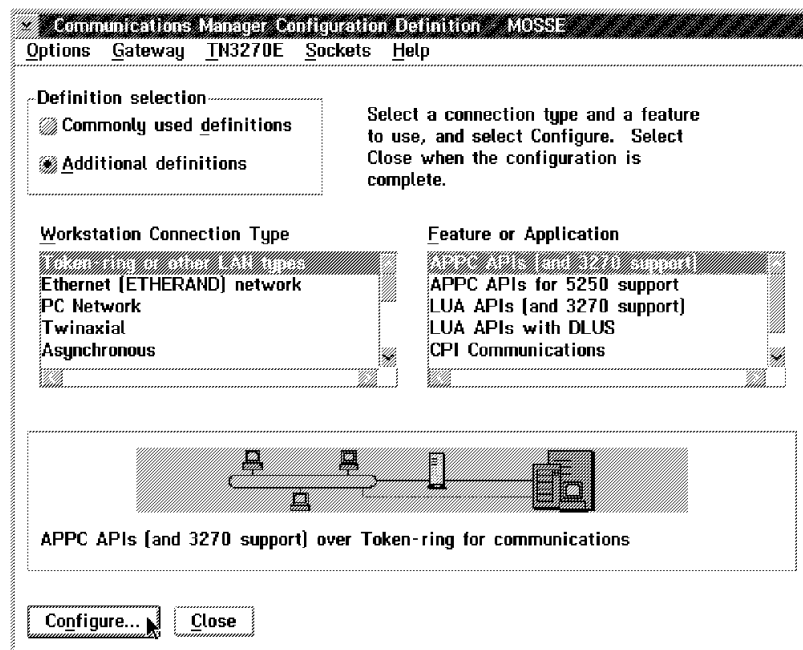 Communications Manager Configuration Definition - MOSSE
Options Gateway TN3270E Sockets Help
Definition selection
Commonly used definitions
Additional definitions
Select a connection type and a feature
to use, and select Configure. Select
Close when the configuration is
complete.
Workstation Connection Type
Token-ring or other LAN types
Ethernet (ETHERAND) network
PC Network
Twinaxial
Asynchronous
Feature or Application
APPC APIs (and 3270 support)
APPC APIs for 5250 support
LUA APIs (and 3270 support)
LUA APIs with DLUS
CPI Communications
APPC APIs (and 3270 support) over Token-ring for communications
Configure... Close